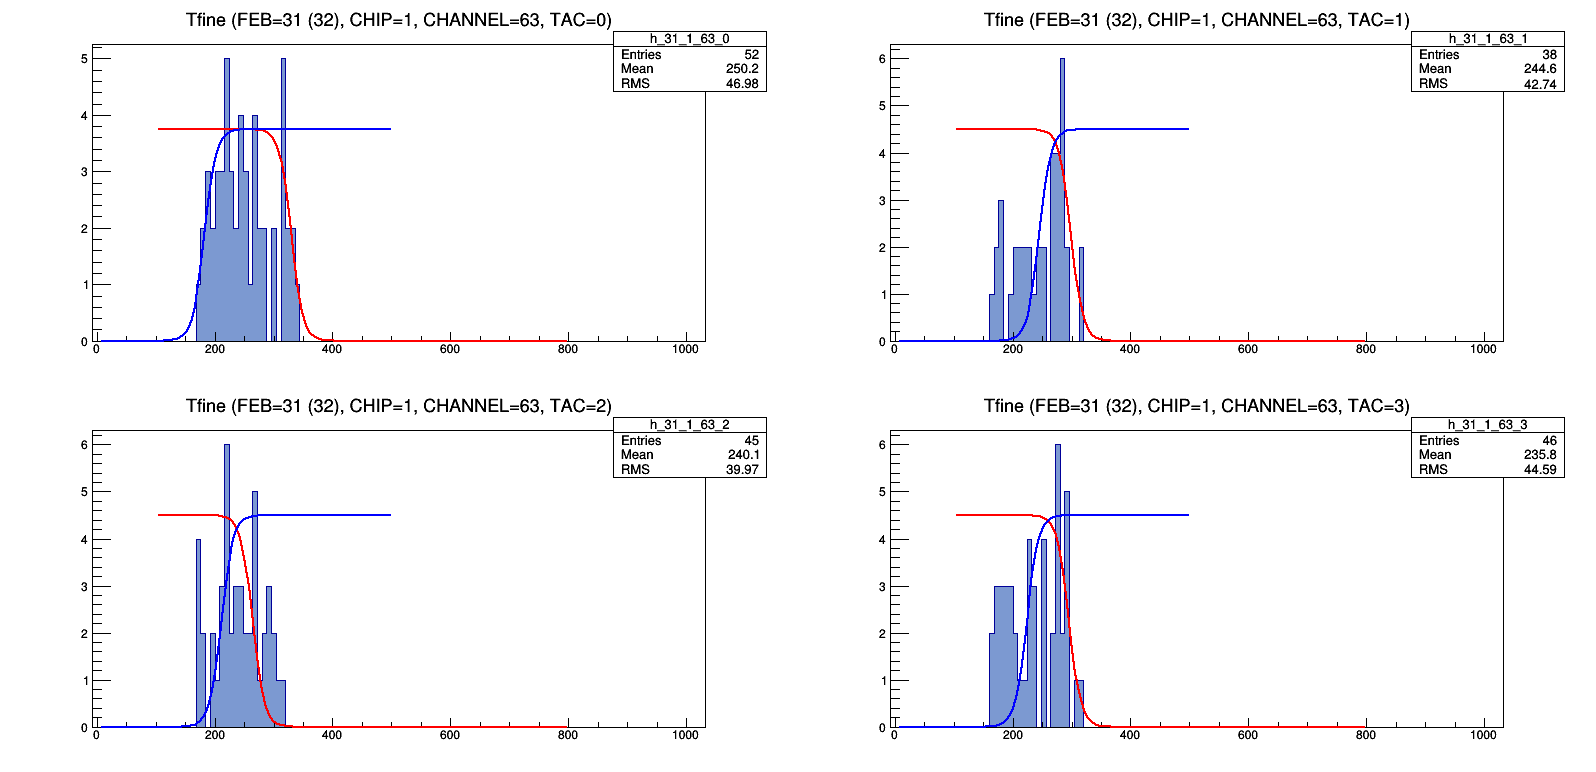 Tfine (FEB=31 (32), CHIP=1, CHANNEL=63, TAC=0)
h_31_1_63_0
Entries 52
Mean 250.2
RMS 46.98
5
4
3
2
1
0
0 200 400 600 800 1000
Tfine (FEB=31 (32), CHIP=1, CHANNEL=63, TAC=1)
h_31_1_63_1
Entries 38
Mean 244.6
RMS 42.74
6
5
4
3
2
1
0
0 200 400 600 800 1000
Tfine (FEB=31 (32), CHIP=1, CHANNEL=63, TAC=2)
h_31_1_63_2
Entries 45
Mean 240.1
RMS 39.97
6
5
4
3
2
1
0
0 200 400 600 800 1000
Tfine (FEB=31 (32), CHIP=1, CHANNEL=63, TAC=3)
h_31_1_63_3
Entries 46
Mean 235.8
RMS 44.59
6
5
4
3
2
1
0
0 200 400 600 800 1000